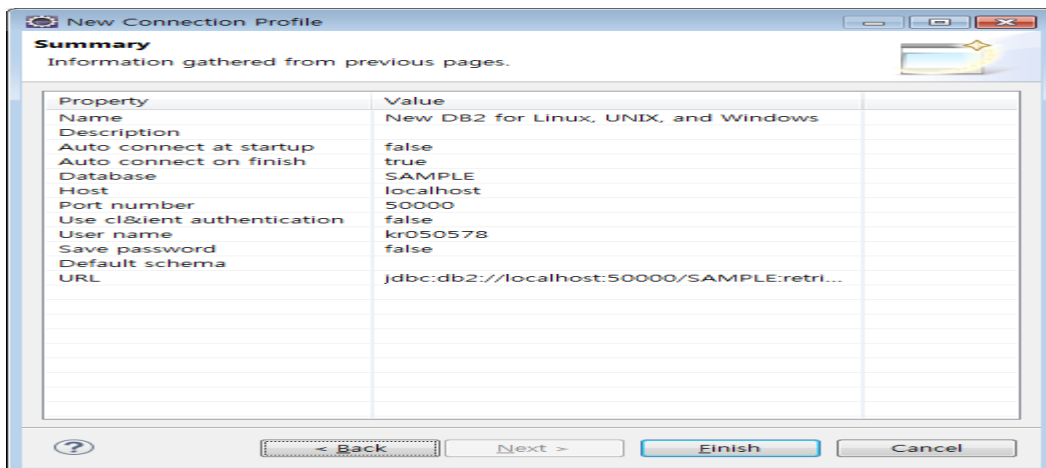 New Connection Profile
Summary
Information gathered from previous pages.
Property Value
Name New DB2 for Linux, UNIX, and Windows
Description
Auto connect at startup false
Auto connect on finish true
Database SAMPLE
Host localhost
Port number 50000
Use cl&ient authentication false
User name kr050578
Save password false
Default schema
URL jdbc:db2://localhost:50000/SAMPLE:retri...
? < Back Next > Finish Cancel